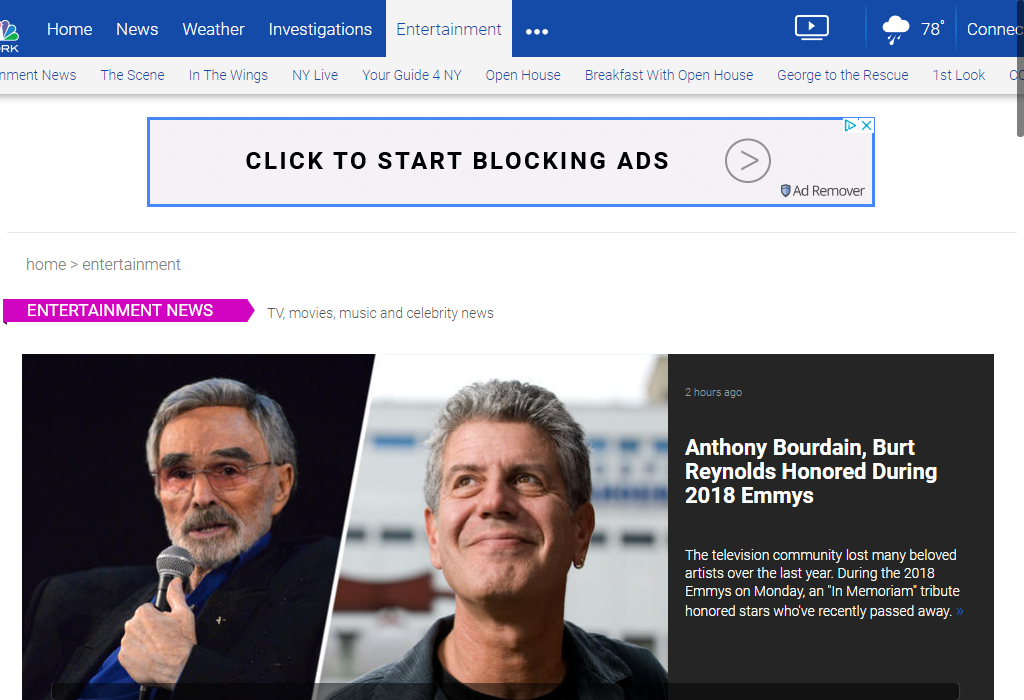 Home News Weather Investigations Entertainment ••• 78° Connec
RK
nment News The Scene In The Wings NY Live Your Guide 4 NY Open House Breakfast With Open House George to the Rescue 1st Look CO
CLICK TO START BLOCKING ADS
Ad Remover
home > entertainment
ENTERTAINMENT NEWS
TV, movies, music and celebrity news
2 hours ago
Anthony Bourdain, Burt
Reynolds Honored During
2018 Emmys
The television community lost many beloved
artists over the last year. During the 2018
Emmys on Monday, an "In Memoriam" tribute
honored stars who've recently passed away. »